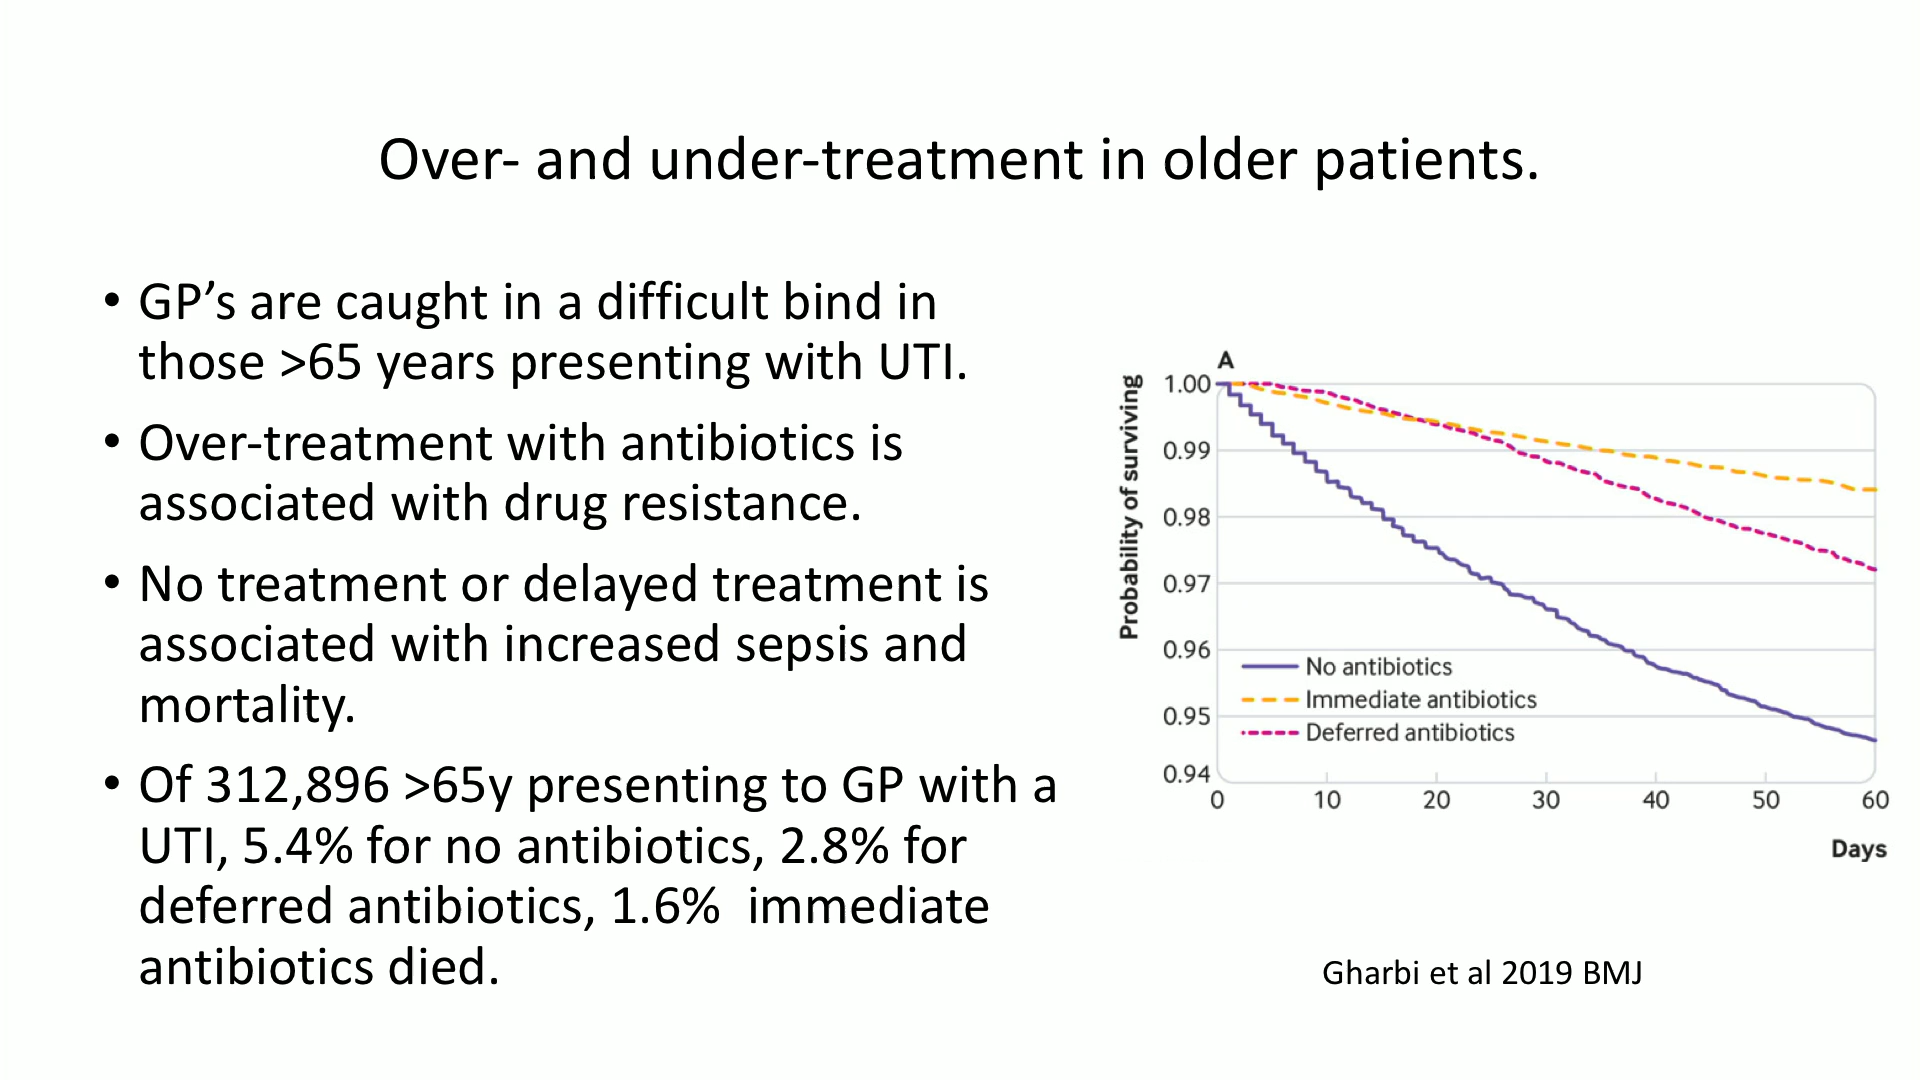 Over- and under-treatment in older patients.
• GP’s are caught in a difficult bind in
those >65 years presenting with UTI.
• Over-treatment with antibiotics is
associated with drug resistance.
• No treatment or delayed treatment is
associated with increased sepsis and
mortality.
• Of 312,896 >65y presenting to GP with a
UTI, 5.4% for no antibiotics, 2.8% for
deferred antibiotics, 1.6%  immediate
antibiotics died.
A
Probability of surviving
1.00
0.99
0.98
0.97
0.96
0.95
0.94
No antibiotics
Immediate antibiotics
Deferred antibiotics
0 10 20 30 40 50 60
Days
Gharbi et al 2019 BMJ